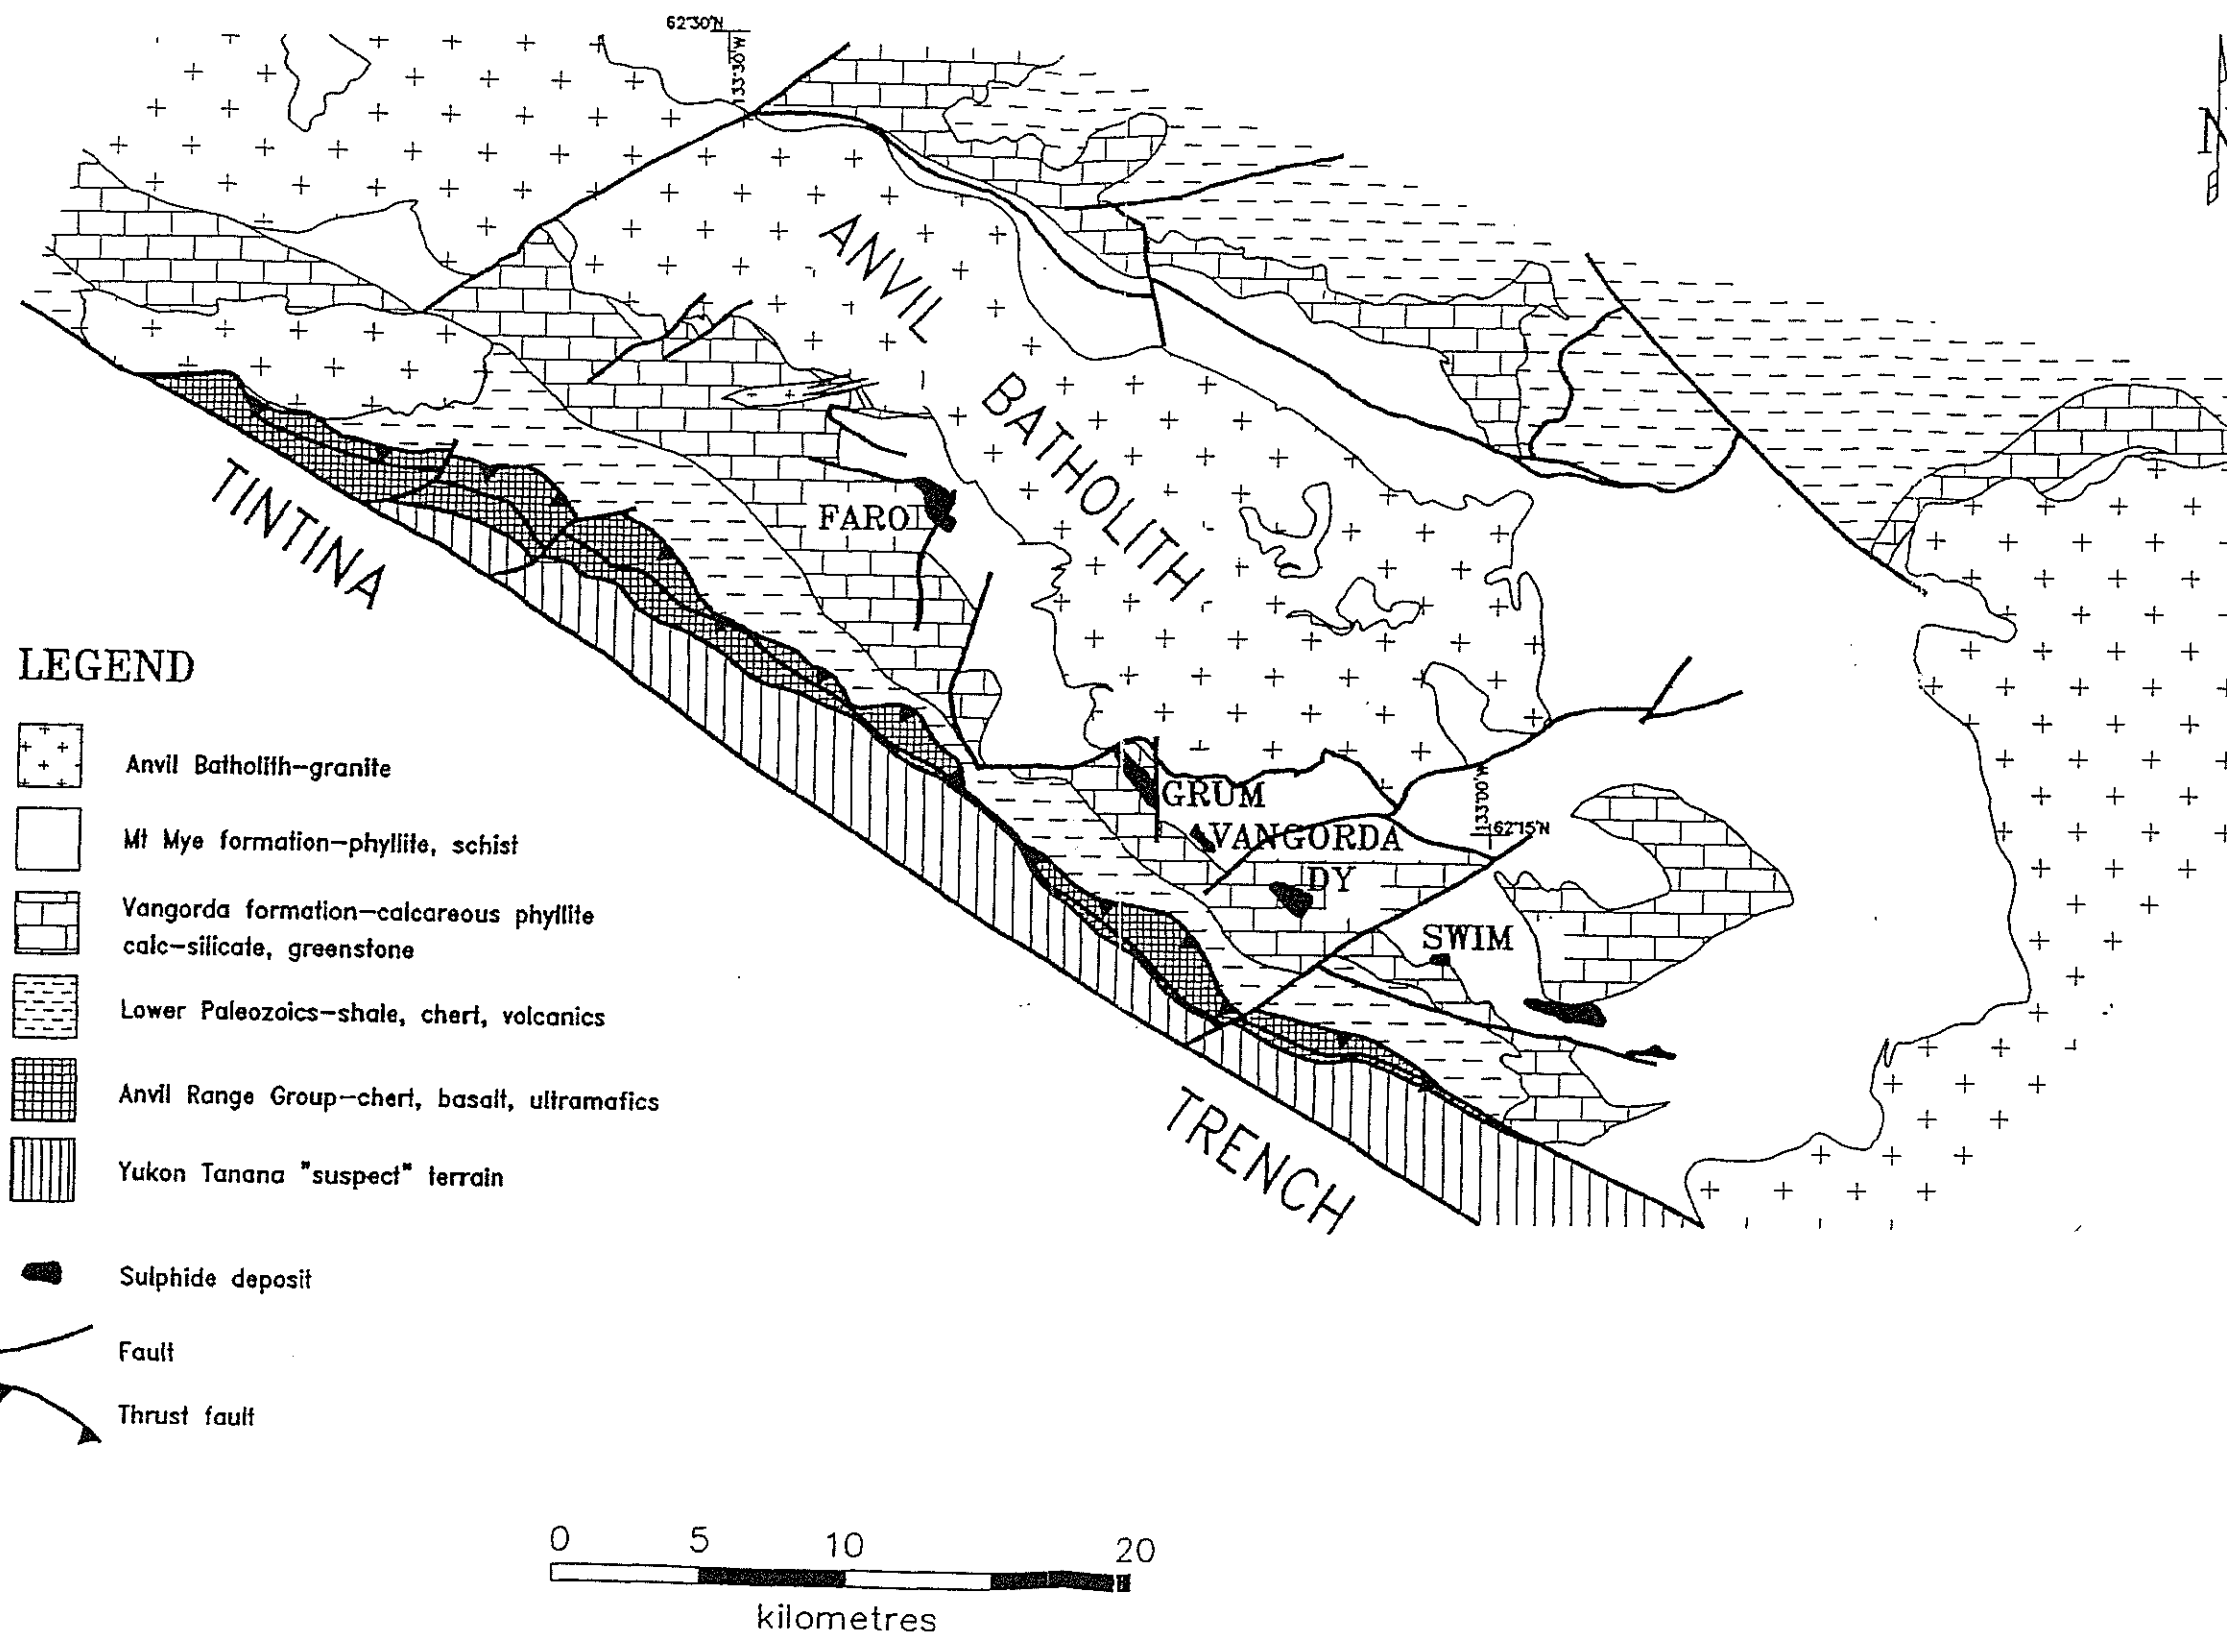 62°30'N
133°30'W
N
ANVIL
BATHOLITH
TINTINA
FARO
LEGEND
Anvil Batholith-granite
Mt Mye formation-phyllite, schist
Vangorda formation-calcareous phyllite
calc-silicate, greenstone
Lower Paleozoics-shale, chert, volcanics
Anvil Range Group-chert, basalt, ultramafics
Yukon Tanana "suspect" terrain
Sulphide deposit
Fault
Thrust fault
GRUM
VANGORDA
133°00'W
62°15'N
DY
SWIM
TRENCH
0 5 10 20
kilometres